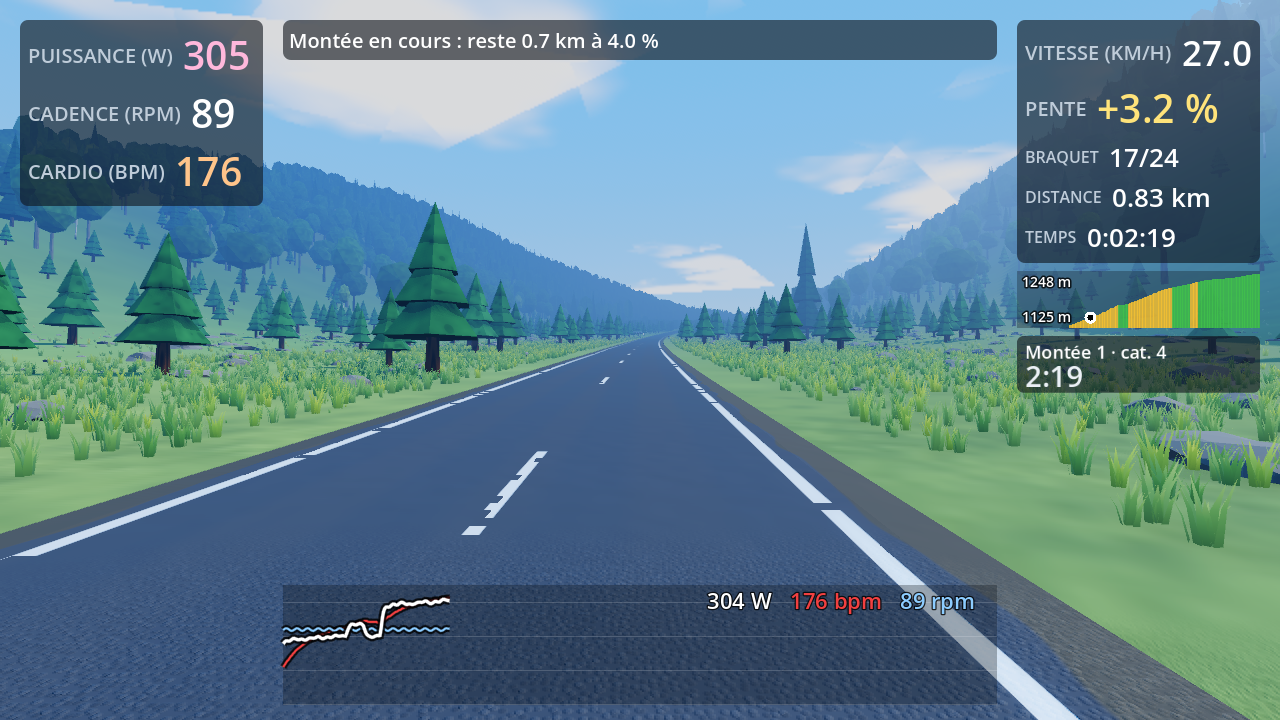 PUISSANCE (W) 305
CADENCE (RPM) 89
CARDIO (BPM) 176
Montée en cours : reste 0.7 km à 4.0 %
VITESSE (KM/H) 27.0
PENTE +3.2 %
BRAQUET 17/24
DISTANCE 0.83 km
TEMPS 0:02:19
1248 m
1125 m
Montée 1 · cat. 4
2:19
304 W 176 bpm 89 rpm